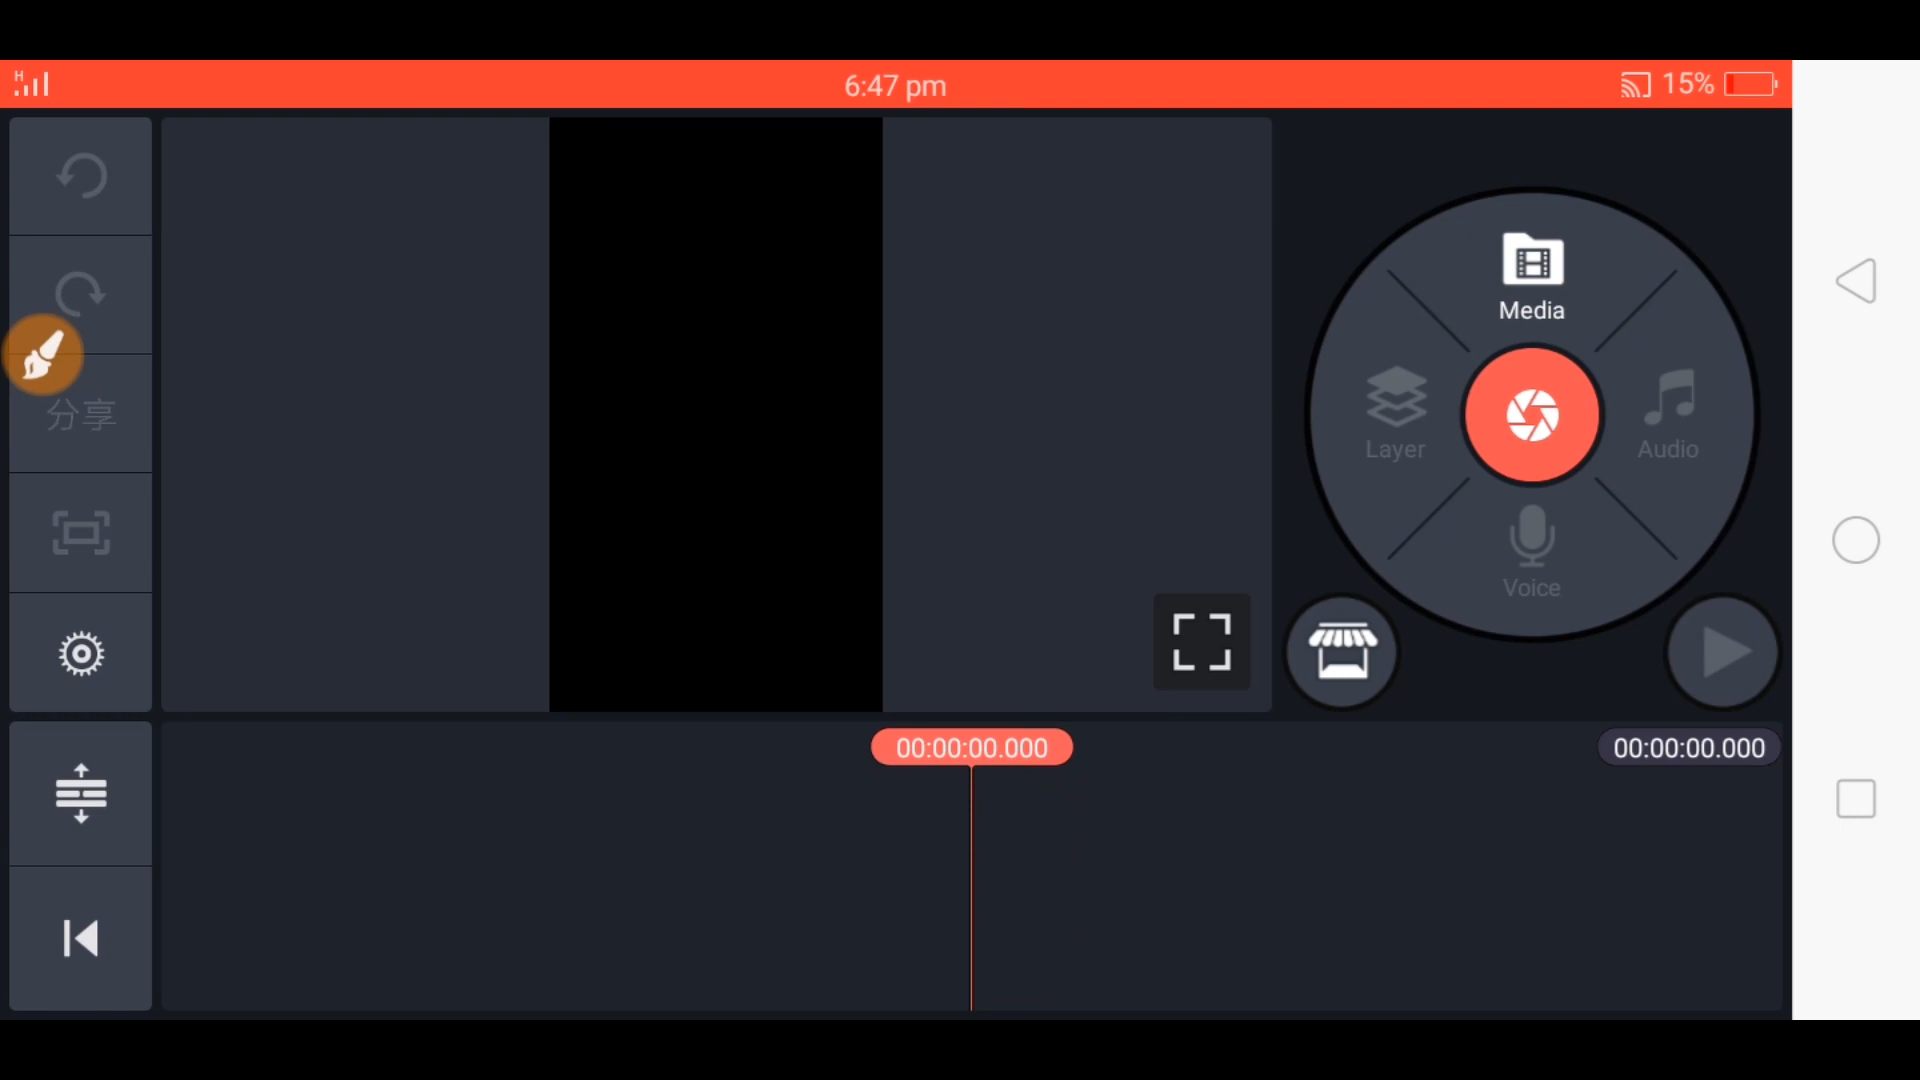 H
6:47 pm
15%
Media
分享
Layer
Audio
Voice
00:00:00.000
00:00:00.000